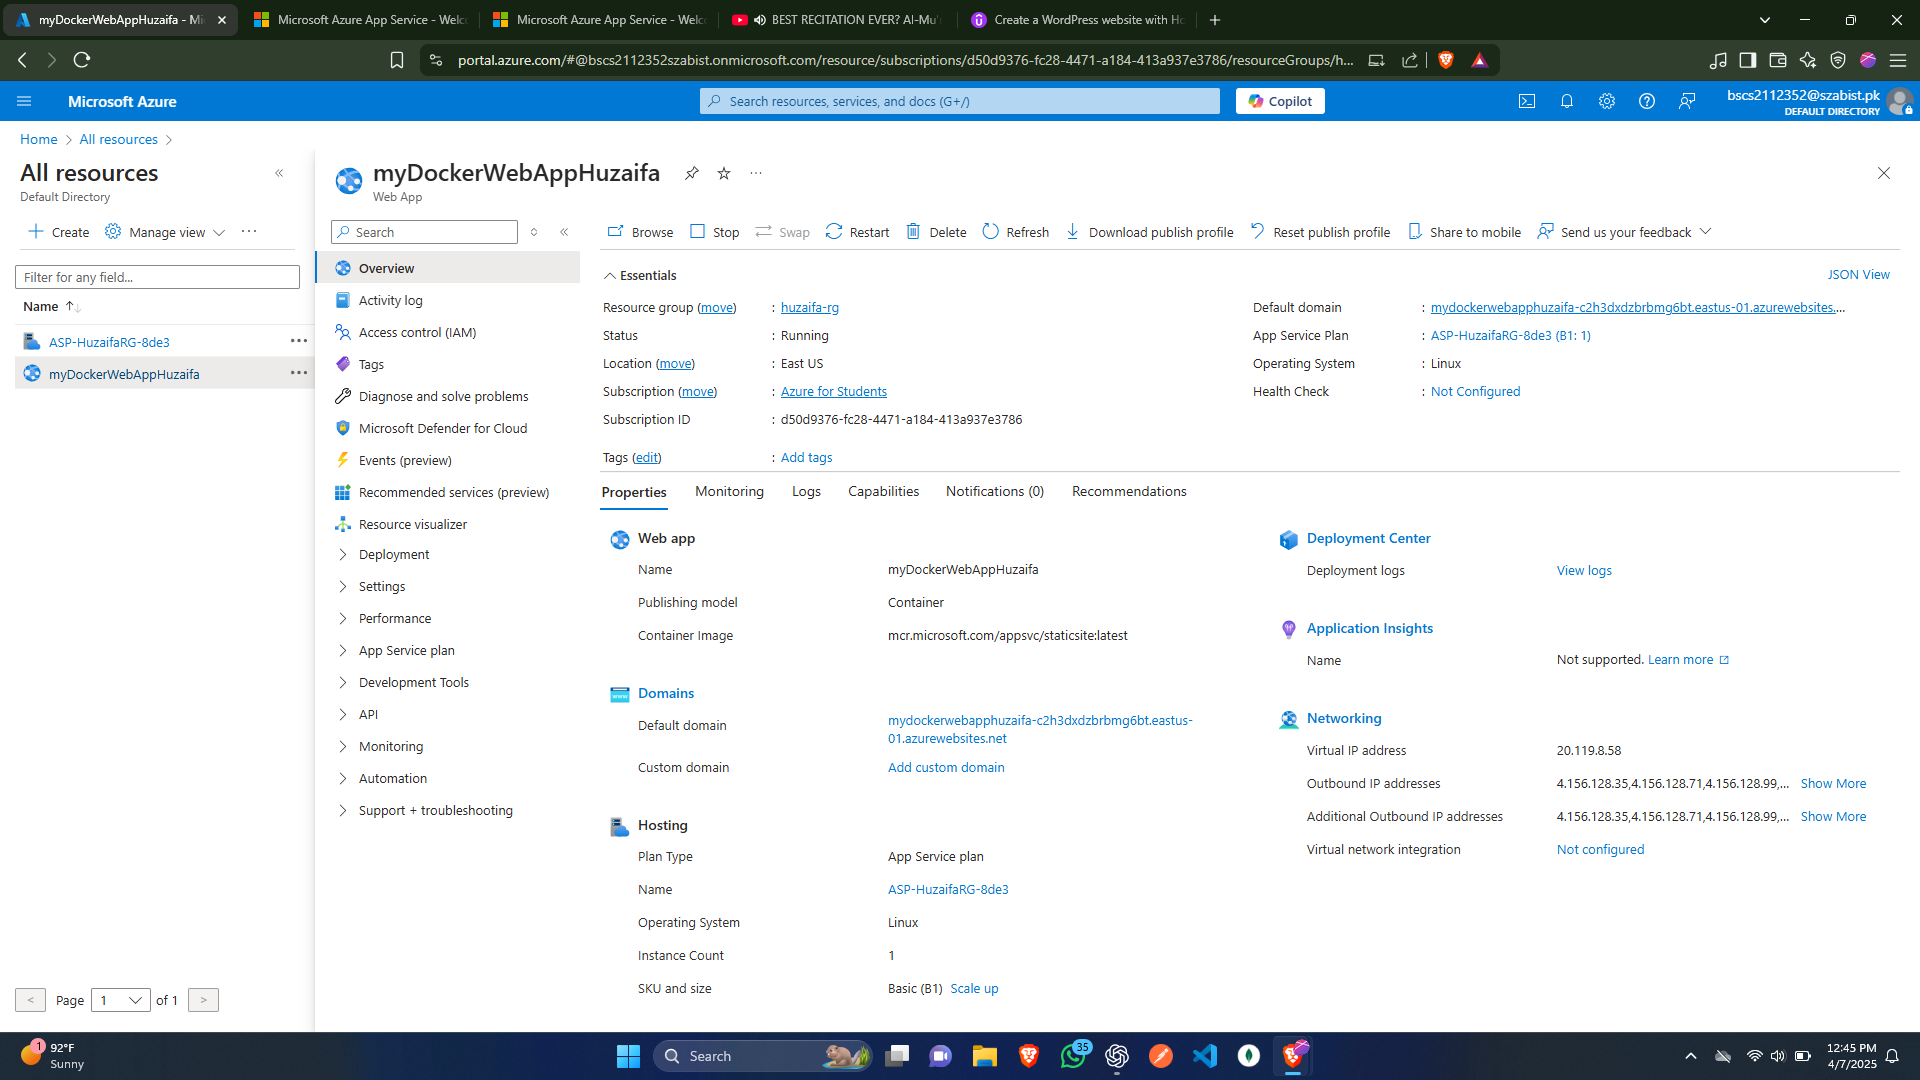 myDockerWebAppHuzaifa - Mi
Microsoft Azure App Service - Welc
Microsoft Azure App Service - Welc
BEST RECITATION EVER? Al-Mu'
Create a WordPress website with Ho
portal.azure.com/#@bscs2112352szabist.onmicrosoft.com/resource/subscriptions/d50d9376-fc28-4471-a184-413a937e3786/resourceGroups/h...
Microsoft Azure
Search resources, services, and docs (G+/)
Copilot
bscs2112352@szabist.pk
DEFAULT DIRECTORY
Home
All resources
All resources
Default Directory
Create
Manage view
Filter for any field...
Name
ASP-HuzaifaRG-8de3
myDockerWebAppHuzaifa
Page 1 of 1
myDockerWebAppHuzaifa
Web App
Search
Overview
Activity log
Access control (IAM)
Tags
Diagnose and solve problems
Microsoft Defender for Cloud
Events (preview)
Recommended services (preview)
Resource visualizer
Deployment
Settings
Performance
App Service plan
Development Tools
API
Monitoring
Automation
Support + troubleshooting
Browse Stop Swap Restart Delete Refresh Download publish profile Reset publish profile Share to mobile Send us your feedback
Essentials
JSON View
Resource group (move) : huzaifa-rg
Status : Running
Location (move) : East US
Subscription (move) : Azure for Students
Subscription ID : d50d9376-fc28-4471-a184-413a937e3786
Tags (edit) : Add tags
Default domain : mydockerwebapphuzaifa-c2h3dxdzbrbmg6bt.eastus-01.azurewebsites....
App Service Plan : ASP-HuzaifaRG-8de3 (B1: 1)
Operating System : Linux
Health Check : Not Configured
Properties Monitoring Logs Capabilities Notifications (0) Recommendations
Web app
Name myDockerWebAppHuzaifa
Publishing model Container
Container Image mcr.microsoft.com/appsvc/staticsite:latest
Domains
Default domain mydockerwebapphuzaifa-c2h3dxdzbrbmg6bt.eastus-
01.azurewebsites.net
Custom domain Add custom domain
Hosting
Plan Type App Service plan
Name ASP-HuzaifaRG-8de3
Operating System Linux
Instance Count 1
SKU and size Basic (B1) Scale up
Deployment Center
Deployment logs View logs
Application Insights
Name Not supported. Learn more
Networking
Virtual IP address 20.119.8.58
Outbound IP addresses 4.156.128.35,4.156.128.71,4.156.128.99,... Show More
Additional Outbound IP addresses 4.156.128.35,4.156.128.71,4.156.128.99,... Show More
Virtual network integration Not configured
1
92°F
Sunny
Search
35
12:45 PM
4/7/2025